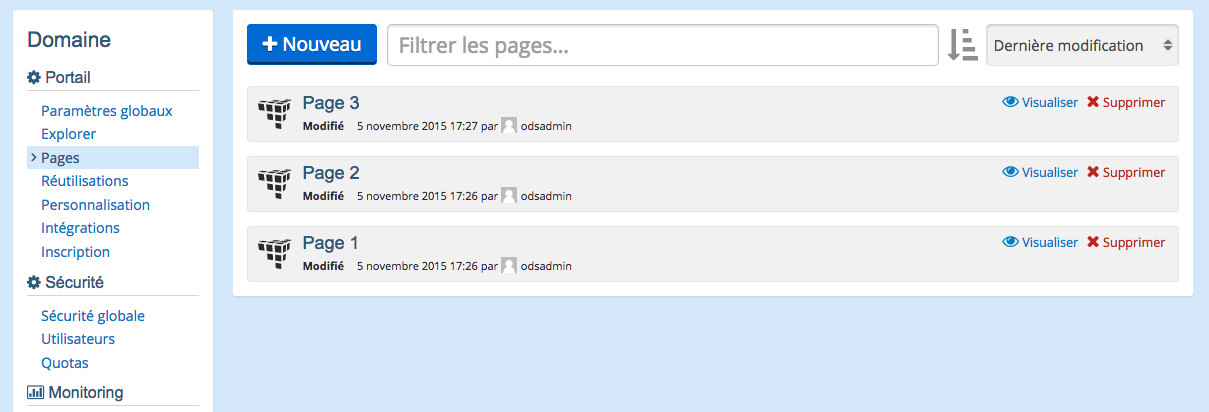 Domaine
Portail
Paramètres globaux
Explorer
Pages
Réutilisations
Personnalisation
Intégrations
Inscription
Sécurité
Sécurité globale
Utilisateurs
Quotas
Monitoring
+ Nouveau
Filtrer les pages...
Dernière modification
Page 3
Visualiser Supprimer
Modifié 5 novembre 2015 17:27 par odsadmin
Page 2
Visualiser Supprimer
Modifié 5 novembre 2015 17:26 par odsadmin
Page 1
Visualiser Supprimer
Modifié 5 novembre 2015 17:26 par odsadmin